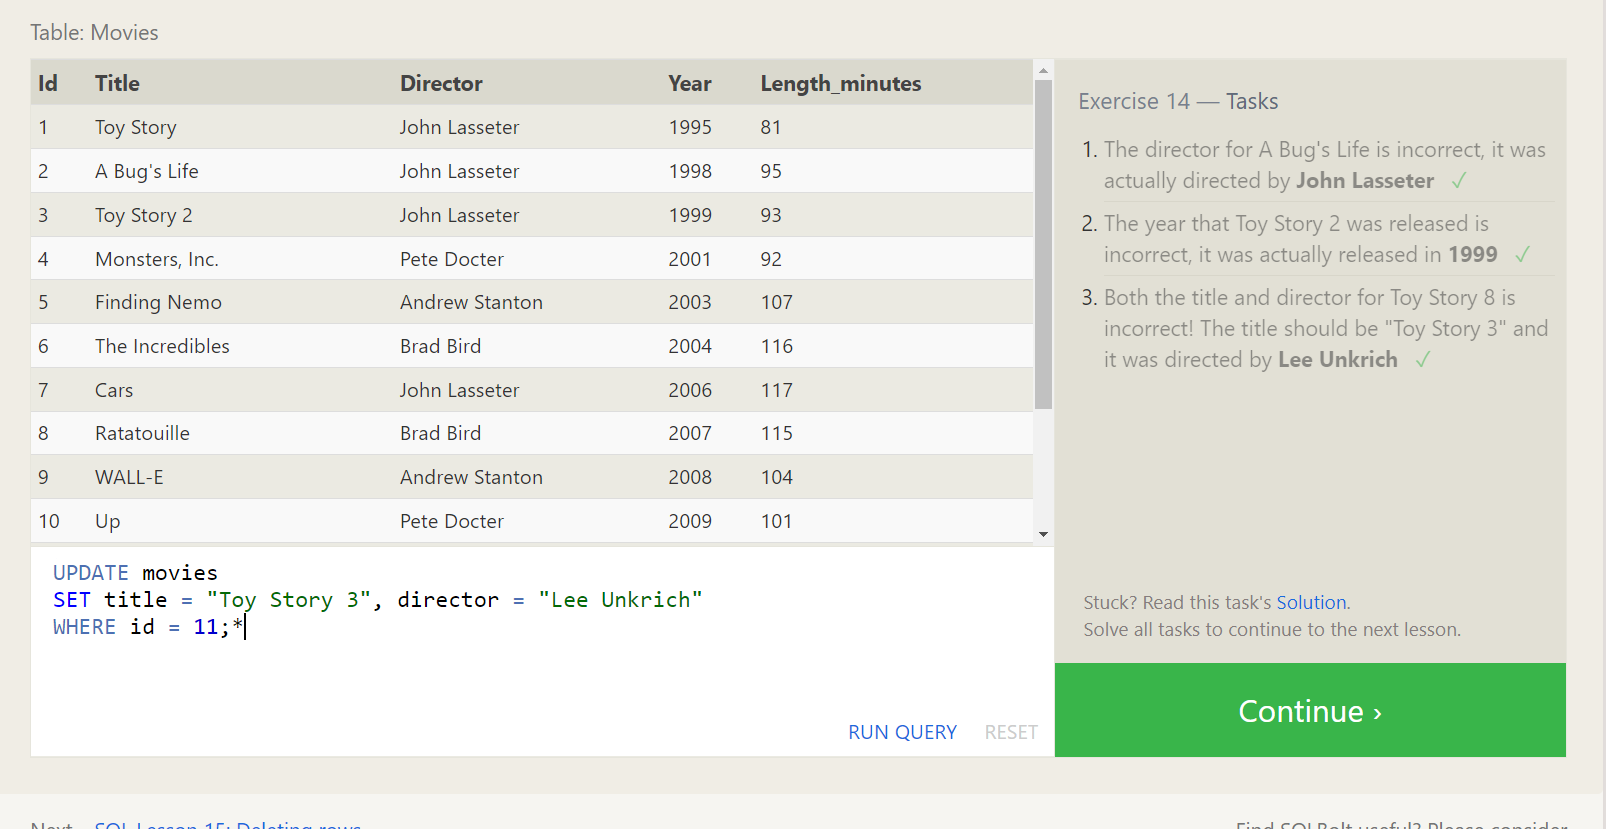 Table: Movies
Id Title Director Year Length_minutes
1 Toy Story John Lasseter 1995 81
2 A Bug's Life John Lasseter 1998 95
3 Toy Story 2 John Lasseter 1999 93
4 Monsters, Inc. Pete Docter 2001 92
5 Finding Nemo Andrew Stanton 2003 107
6 The Incredibles Brad Bird 2004 116
7 Cars John Lasseter 2006 117
8 Ratatouille Brad Bird 2007 115
9 WALL-E Andrew Stanton 2008 104
10 Up Pete Docter 2009 101
UPDATE movies
SET title = "Toy Story 3", director = "Lee Unkrich"
WHERE id = 11;*
RUN QUERY RESET
Exercise 14 — Tasks
1. The director for A Bug's Life is incorrect, it was
actually directed by John Lasseter ✓
2. The year that Toy Story 2 was released is
incorrect, it was actually released in 1999 ✓
3. Both the title and director for Toy Story 8 is
incorrect! The title should be "Toy Story 3" and
it was directed by Lee Unkrich ✓
Stuck? Read this task's Solution.
Solve all tasks to continue to the next lesson.
Continue ›
Next – SQL Lesson 15: Deleting rows
Find SQLBolt useful? Please consider